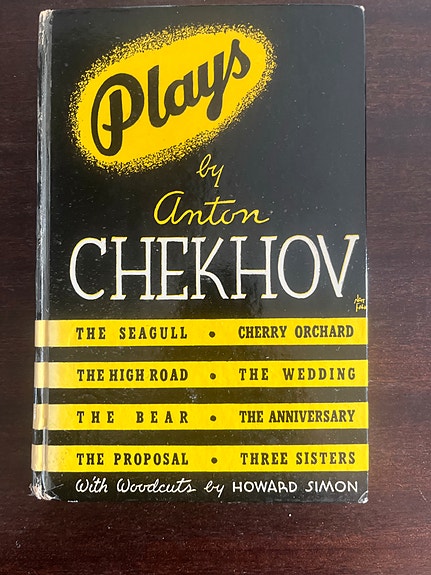 Plays
by
Anton
CHEKHOV
THE SEAGULL • CHERRY ORCHARD
THE HIGH ROAD • THE WEDDING
THE BEAR • THE ANNIVERSARY
THE PROPOSAL • THREE SISTERS
With Woodcuts by HOWARD SIMON